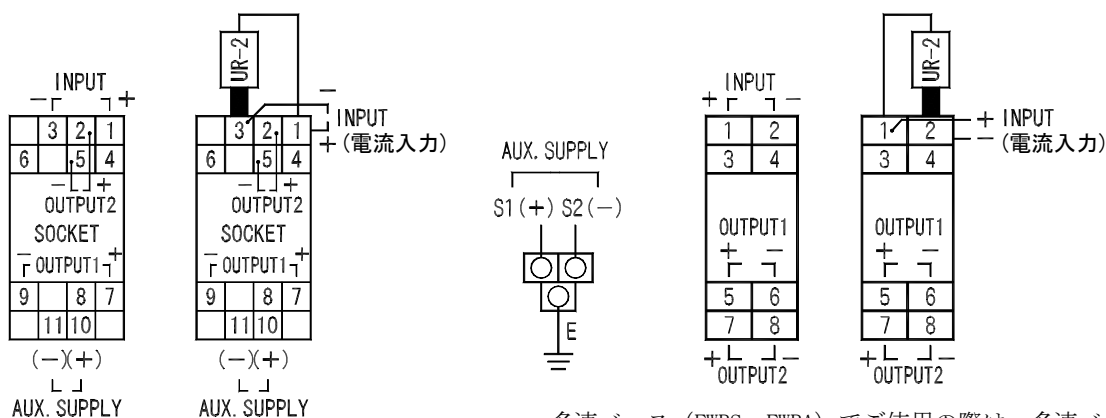 INPUT
− +
3 2 1
6 5 4
− +
OUTPUT2
SOCKET
− OUTPUT1 +
9 8 7
11 10
(−)(+)
AUX. SUPPLY
UR-2
− INPUT
+ (電流入力)
3 2 1
6 5 4
− +
OUTPUT2
SOCKET
− OUTPUT1 +
9 8 7
11 10
(−)(+)
AUX. SUPPLY
AUX. SUPPLY
S1(+) S2(−)
E
INPUT
+ −
1 2
3 4
OUTPUT1
+ −
5 6
7 8
+ −
OUTPUT2
UR-2
+ INPUT
− (電流入力)
1 2
3 4
OUTPUT1
+ −
5 6
7 8
+ −
OUTPUT2